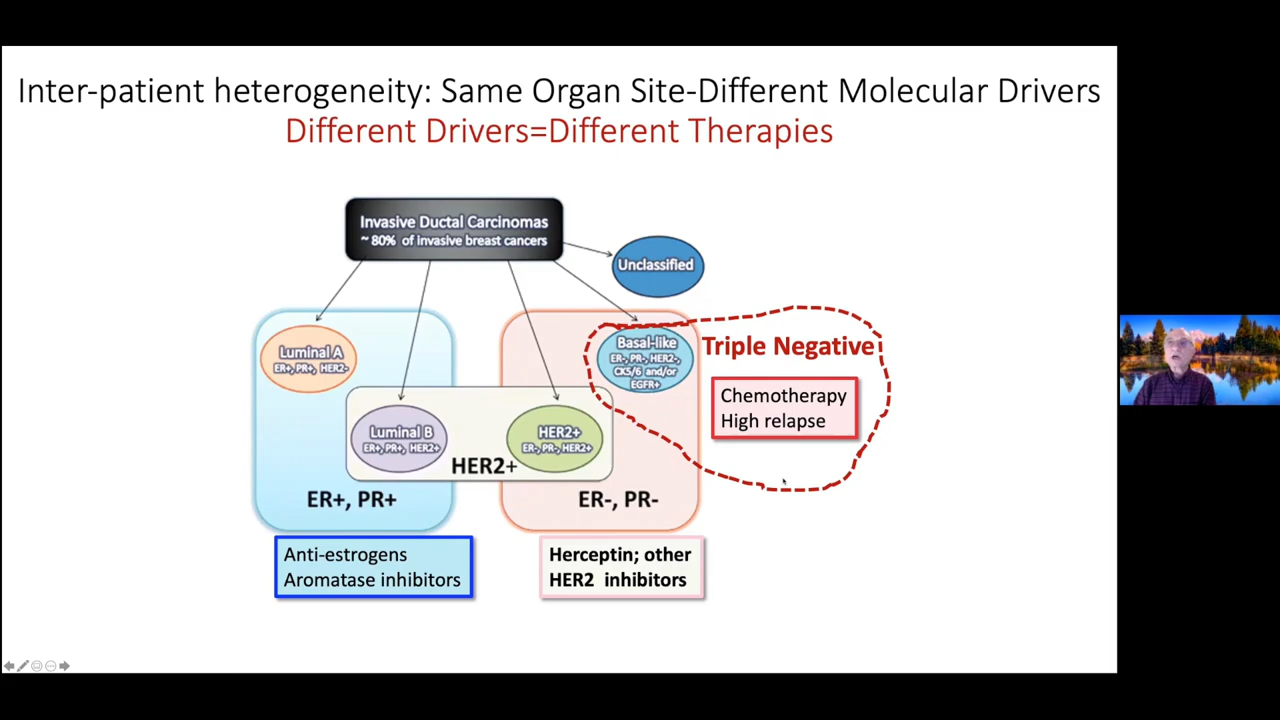 Inter-patient heterogeneity: Same Organ Site-Different Molecular Drivers
Different Drivers=Different Therapies
Invasive Ductal Carcinomas
~ 80% of invasive breast cancers
Unclassified
Luminal A
ER+, PR+, HER2-
Basal-like
ER-, PR-, HER2-,
CK5/6 and/or
EGFR+
Triple Negative
Chemotherapy
High relapse
Luminal B
ER+, PR+, HER2+
HER2+
ER-, PR-, HER2+
HER2+
ER+, PR+
ER-, PR-
Anti-estrogens
Aromatase inhibitors
Herceptin; other
HER2 inhibitors